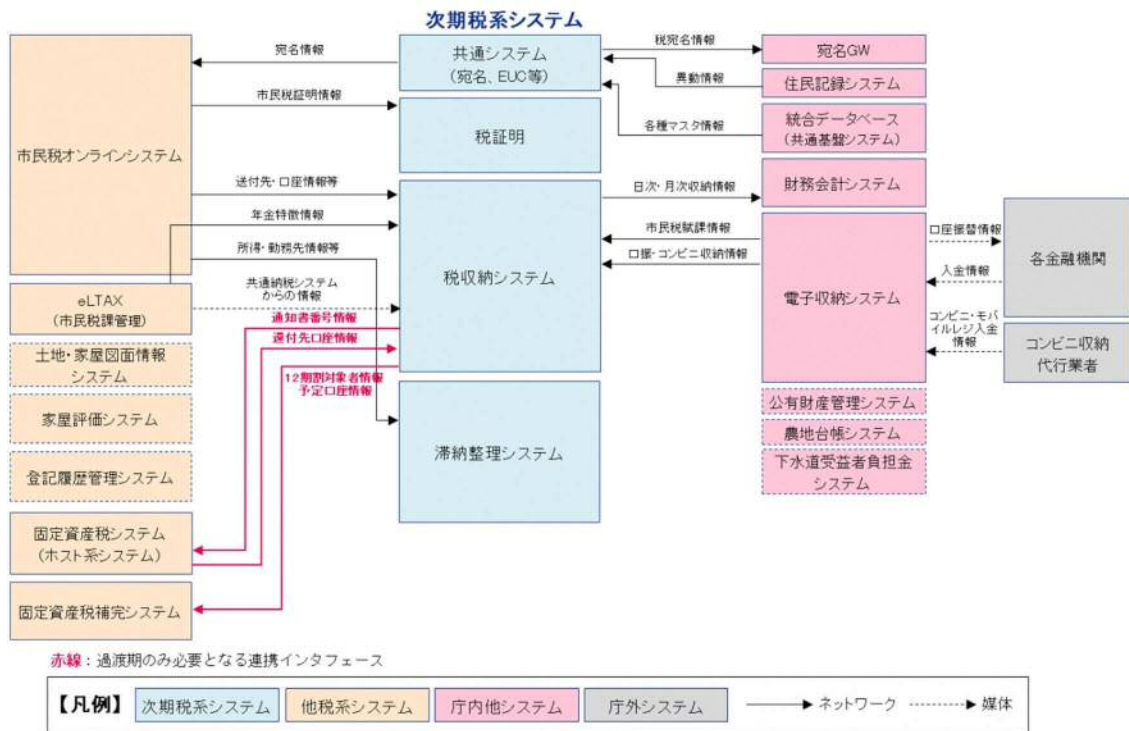 次期税系システム
宛名情報
市民税証明情報
市民税オンラインシステム
送付先・口座情報等
年金特徴情報
所得・勤務先情報等
eLTAX
(市民税課管理)
共通納税システム
からの情報
通知書番号情報
還付先口座情報
12期割対象者情報
予定口座情報
土地・家屋図面情報
システム
家屋評価システム
登記履歴管理システム
固定資産税システム
(ホスト系システム)
固定資産税補完システム
共通システム
(宛名、EUC等)
税証明
税収納システム
滞納整理システム
税宛名情報
異動情報
各種マスタ情報
日次・月次収納情報
市民税賦課情報
口振・コンビニ収納情報
宛名GW
住民記録システム
統合データベース
(共通基盤システム)
財務会計システム
電子収納システム
公有財産管理システム
農地台帳システム
下水道受益者負担金
システム
口座振替情報
入金情報
コンビニ・モバ
イルレジ入金
情報
各金融機関
コンビニ収納
代行業者
赤線：過渡期のみ必要となる連携インタフェース
【凡例】
次期税系システム
他税系システム
庁内他システム
庁外システム
ネットワーク
媒体